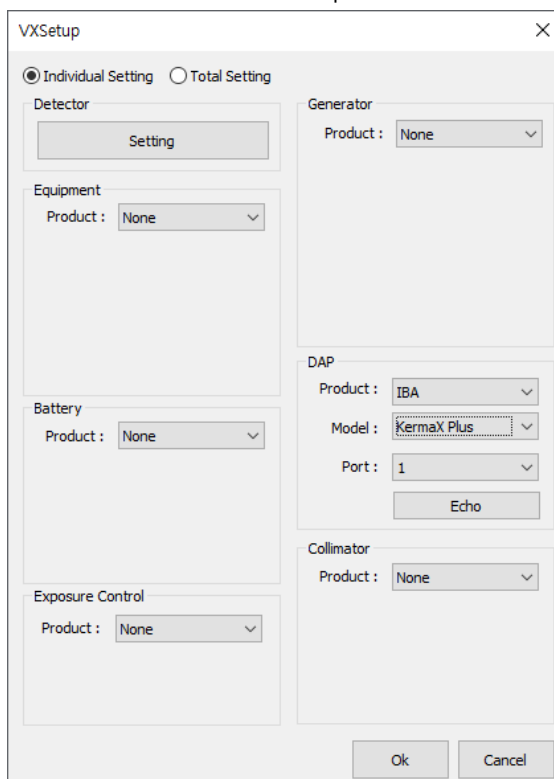 VXSetup
Individual Setting Total Setting
Detector
Setting
Equipment
Product : None
Battery
Product : None
Exposure Control
Product : None
Generator
Product : None
DAP
Product : IBA
Model : KermaX Plus
Port : 1
Echo
Collimator
Product : None
Ok Cancel